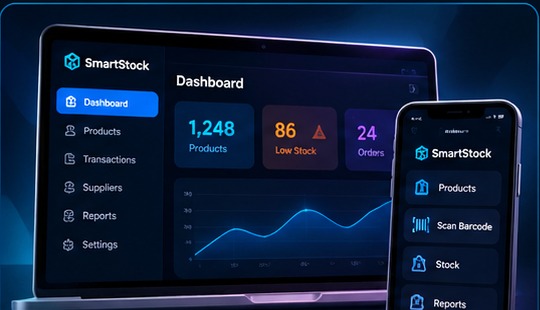 SmartStock
Dashboard
Products
Transactions
Suppliers
Reports
Settings
Dashboard
1,248
Products
86
Low Stock
24
Orders
SmartStock
Products
Scan Barcode
Stock
Reports